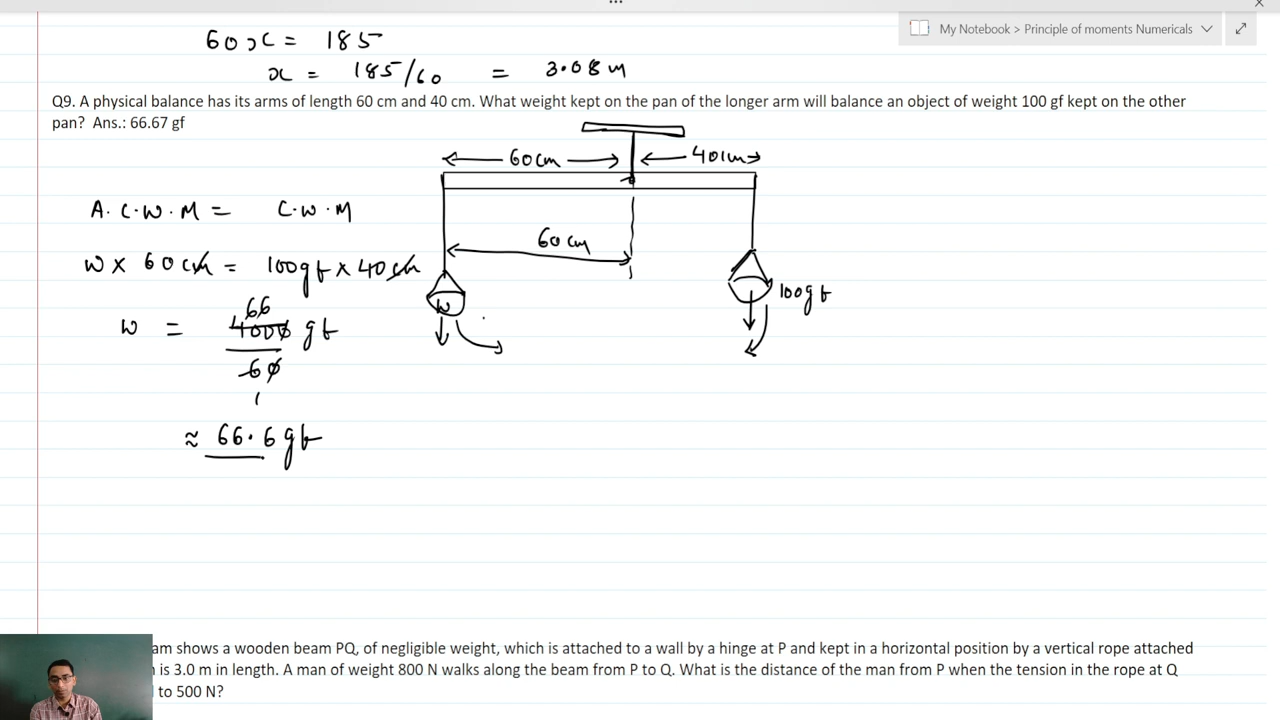 My Notebook > Principle of moments Numericals
60x = 185
x = 185/60 = 3.08 m
Q9. A physical balance has its arms of length 60 cm and 40 cm. What weight kept on the pan of the longer arm will balance an object of weight 100 gf kept on the other
pan? Ans.: 66.67 gf
60cm
40cm
A.C.W.M = C.W.M
60cm
W x 60cm = 100gf x 40cm
W
100gf
66
W = 4000 gf
60
1
≈ 66.6gf
am shows a wooden beam PQ, of negligible weight, which is attached to a wall by a hinge at P and kept in a horizontal position by a vertical rope attached
is 3.0 m in length. A man of weight 800 N walks along the beam from P to Q. What is the distance of the man from P when the tension in the rope at Q
to 500 N?